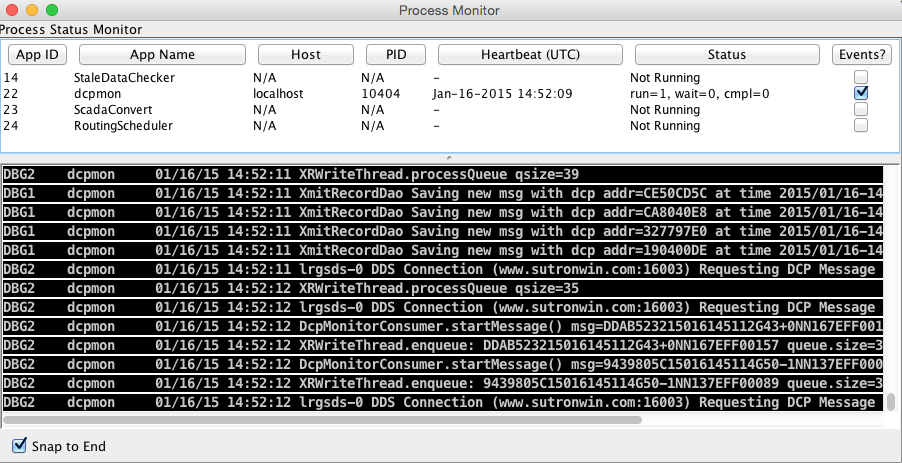 Process Monitor
Process Status Monitor
App ID App Name Host PID Heartbeat (UTC) Status Events?
14 StaleDataChecker N/A N/A - Not Running
22 dcpmon localhost 10404 Jan-16-2015 14:52:09 run=1, wait=0, cmpl=0
23 ScadaConvert N/A N/A - Not Running
24 RoutingScheduler N/A N/A - Not Running
DBG2 dcpmon 01/16/15 14:52:11 XRWriteThread.processQueue qsize=39
DBG1 dcpmon 01/16/15 14:52:11 XmitRecordDao Saving new msg with dcp addr=CE50CD5C at time 2015/01/16-14
DBG1 dcpmon 01/16/15 14:52:11 XmitRecordDao Saving new msg with dcp addr=CA8040E8 at time 2015/01/16-14
DBG1 dcpmon 01/16/15 14:52:11 XmitRecordDao Saving new msg with dcp addr=327797E0 at time 2015/01/16-14
DBG1 dcpmon 01/16/15 14:52:11 XmitRecordDao Saving new msg with dcp addr=190400DE at time 2015/01/16-14
DBG2 dcpmon 01/16/15 14:52:11 lrgsds-0 DDS Connection (www.sutronwin.com:16003) Requesting DCP Message
DBG2 dcpmon 01/16/15 14:52:12 XRWriteThread.processQueue qsize=35
DBG2 dcpmon 01/16/15 14:52:12 lrgsds-0 DDS Connection (www.sutronwin.com:16003) Requesting DCP Message
DBG2 dcpmon 01/16/15 14:52:12 DcpMonitorConsumer.startMessage() msg=DDAB523215016145112G43+0NN167EFF001
DBG2 dcpmon 01/16/15 14:52:12 XRWriteThread.enqueue: DDAB523215016145112G43+0NN167EFF00157 queue.size=3
DBG2 dcpmon 01/16/15 14:52:12 DcpMonitorConsumer.startMessage() msg=9439805C15016145114G50-1NN137EFF000
DBG2 dcpmon 01/16/15 14:52:12 XRWriteThread.enqueue: 9439805C15016145114G50-1NN137EFF00089 queue.size=3
DBG2 dcpmon 01/16/15 14:52:12 lrgsds-0 DDS Connection (www.sutronwin.com:16003) Requesting DCP Message
Snap to End